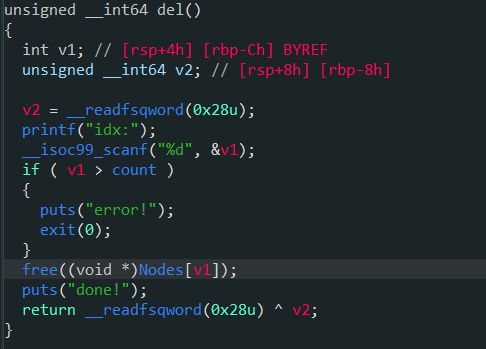 unsigned __int64 del()
{
  int v1; // [rsp+4h] [rbp-Ch] BYREF
  unsigned __int64 v2; // [rsp+8h] [rbp-8h]

  v2 = __readfsqword(0x28u);
  printf("idx:");
  __isoc99_scanf("%d", &v1);
  if ( v1 > count )
  {
    puts("error!");
    exit(0);
  }
  free((void *)Nodes[v1]);
  puts("done!");
  return __readfsqword(0x28u) ^ v2;
}